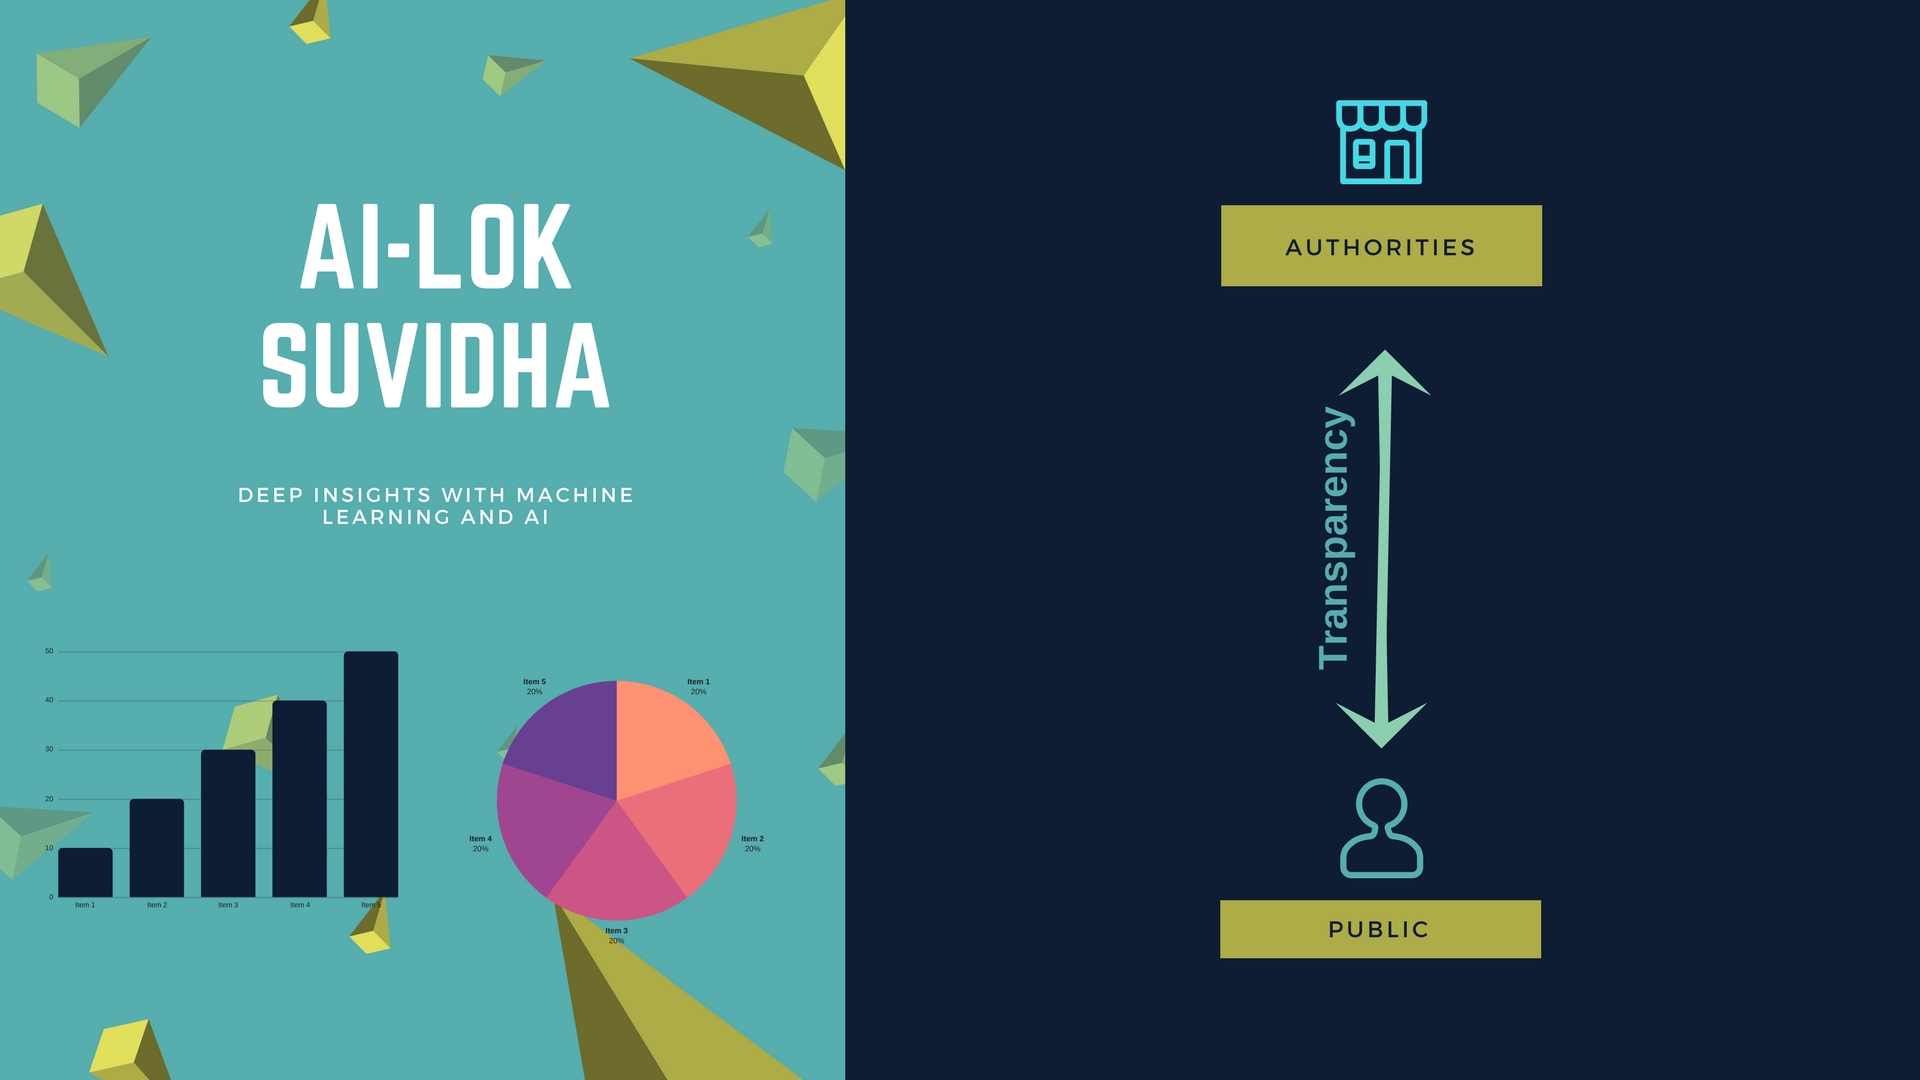 AI-LOK
SUVIDHA
DEEP INSIGHTS WITH MACHINE
LEARNING AND AI
50
40
30
20
10
0
Item 1
Item 2
Item 3
Item 4
Item 5
Item 5
20%
Item 1
20%
Item 4
20%
Item 2
20%
Item 3
20%
AUTHORITIES
Transparency
PUBLIC